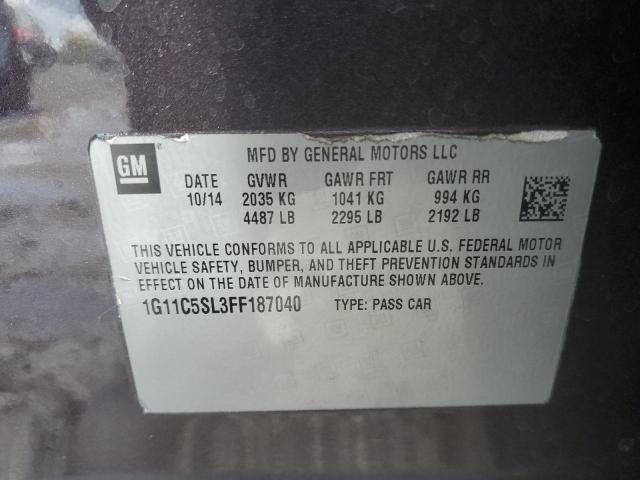 GM
MFD BY GENERAL MOTORS LLC
DATE GVWR GAWR FRT GAWR RR
10/14 2035 KG 1041 KG 994 KG
4487 LB 2295 LB 2192 LB
THIS VEHICLE CONFORMS TO ALL APPLICABLE U.S. FEDERAL MOTOR
VEHICLE SAFETY, BUMPER, AND THEFT PREVENTION STANDARDS IN
EFFECT ON THE DATE OF MANUFACTURE SHOWN ABOVE.
1G11C5SL3FF187040 TYPE: PASS CAR